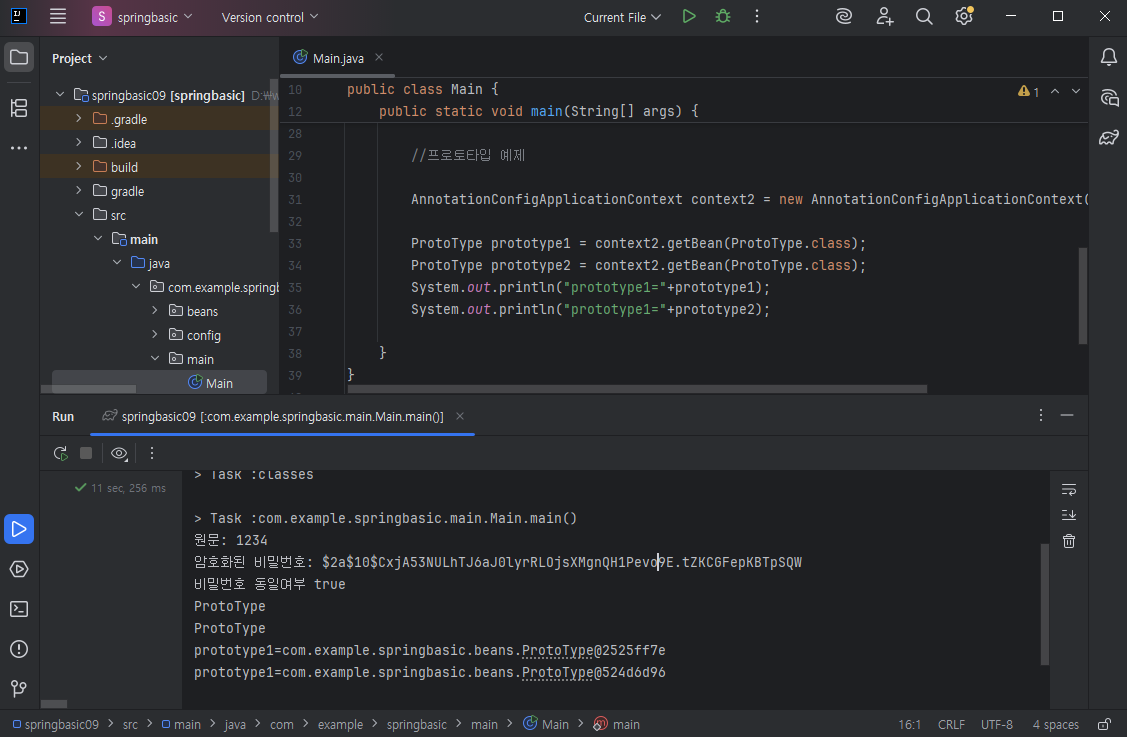 S springbasic Version control Current File
Project
Main.java
springbasic09 [springbasic] D:₩w
.gradle
.idea
build
gradle
src
main
java
com.example.springb
beans
config
main
Main
10 public class Main {
1
12 public static void main(String[] args) {
28
29 //프로토타입 예제
30
31 AnnotationConfigApplicationContext context2 = new AnnotationConfigApplicationContext(
32
33 ProtoType prototype1 = context2.getBean(ProtoType.class);
34 ProtoType prototype2 = context2.getBean(ProtoType.class);
35 System.out.println("prototype1="+prototype1);
36 System.out.println("prototype1="+prototype2);
37
38 }
39 }
Run springbasic09 [:com.example.springbasic.main.Main.main()]
11 sec, 256 ms
> Task :classes
> Task :com.example.springbasic.main.Main.main()
원문: 1234
암호화된 비밀번호: $2a$10$CxjA53NULhTJ6aJ0lyrRLOjsXMgnQH1Pevo9E.tZKCGFepKBTpSQW
비밀번호 동일여부 true
ProtoType
ProtoType
prototype1=com.example.springbasic.beans.ProtoType@2525ff7e
prototype1=com.example.springbasic.beans.ProtoType@524d6d96
springbasic09 > src > main > java > com > example > springbasic > main > Main > main
16:1 CRLF UTF-8 4 spaces